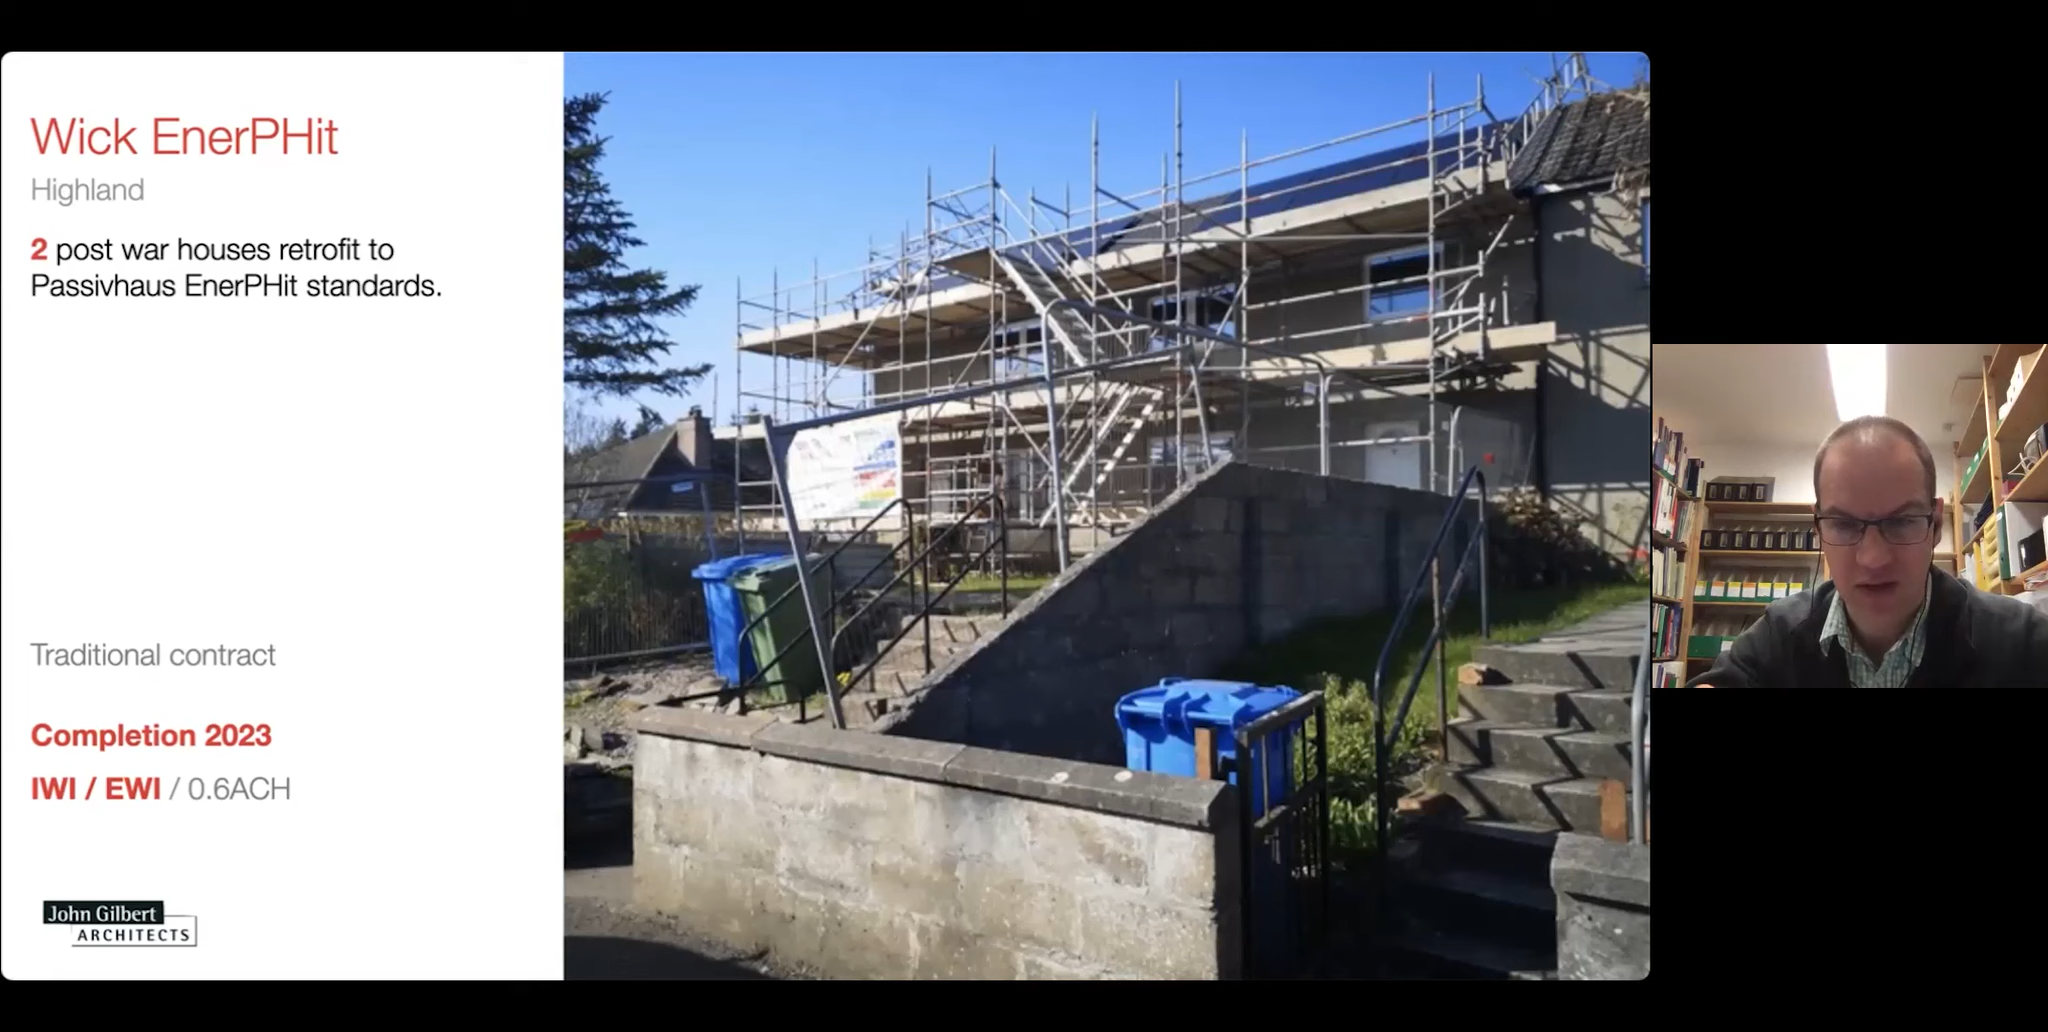 Wick EnerPHit
Highland
2 post war houses retrofit to
Passivhaus EnerPHit standards.
Traditional contract
Completion 2023
IWI / EWI / 0.6ACH
John Gilbert
ARCHITECTS